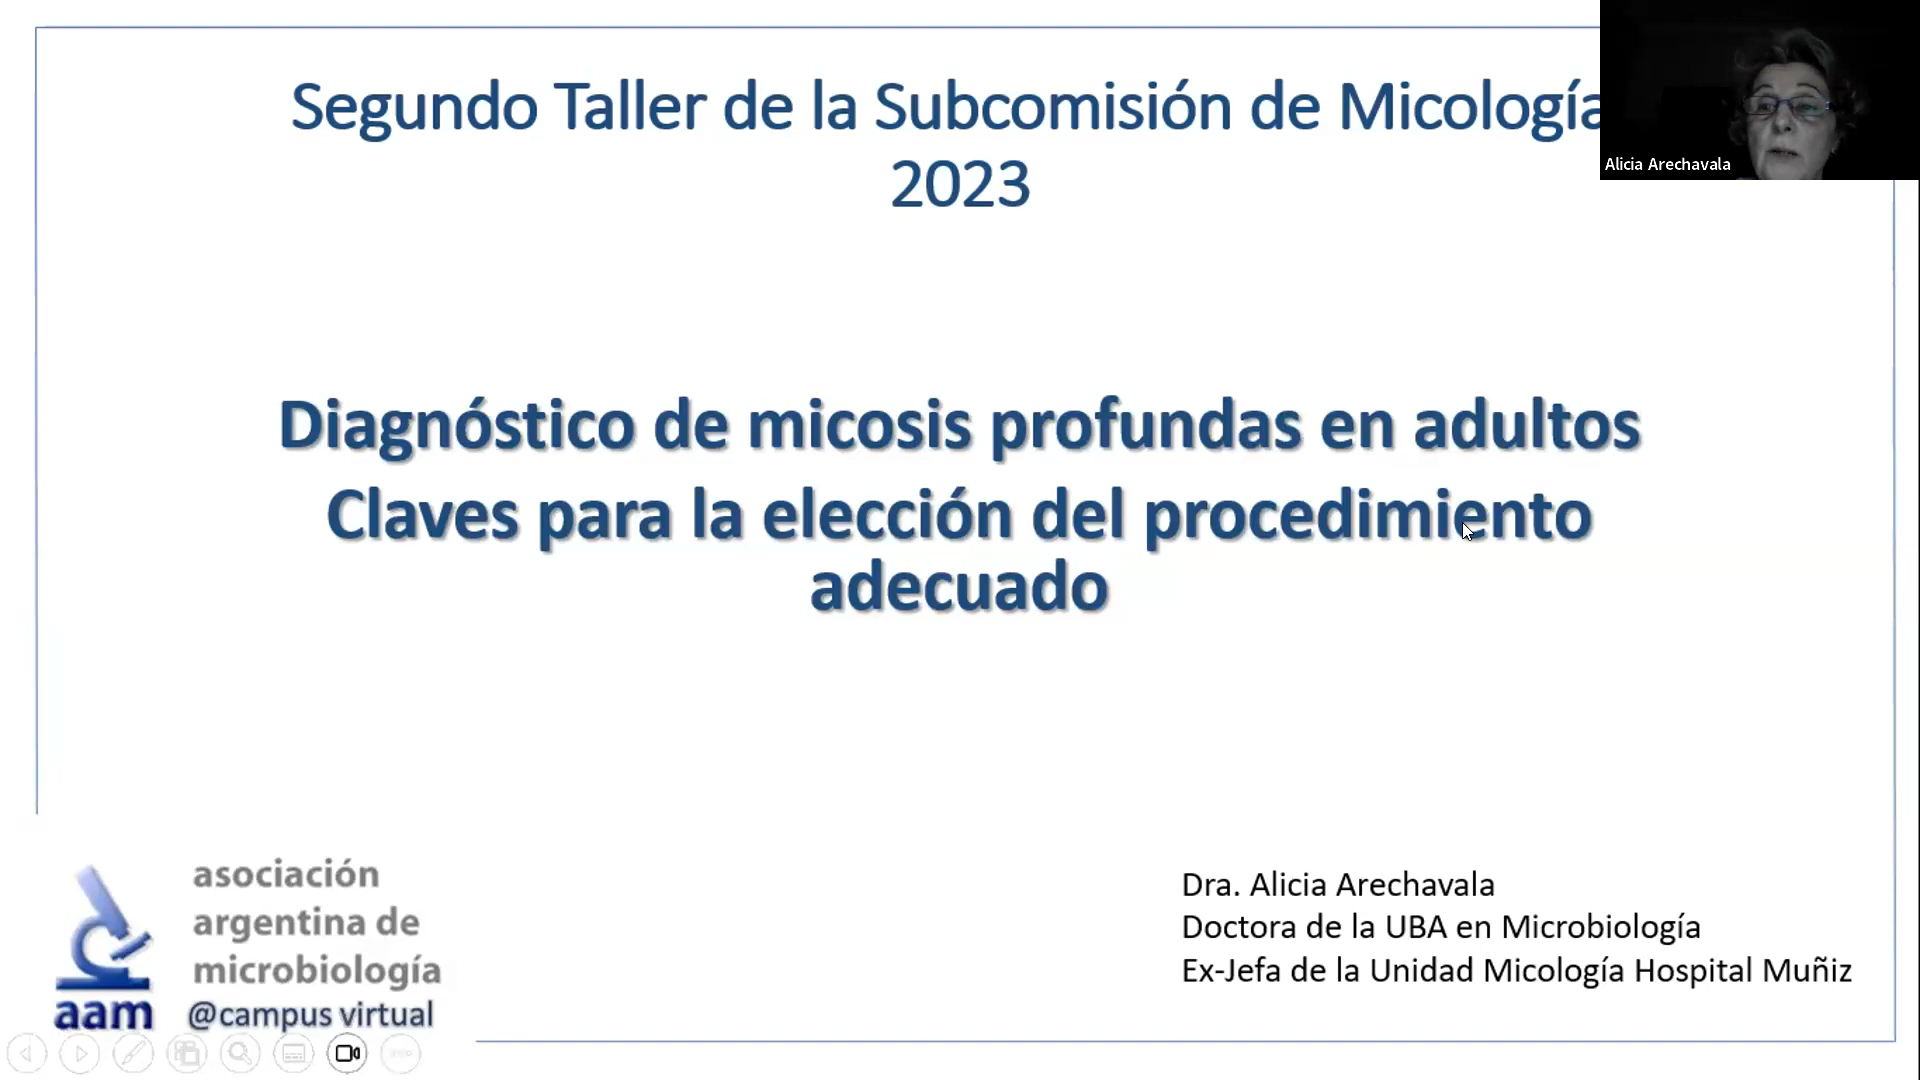 Segundo Taller de la Subcomisión de Micología
2023
Alicia Arechavala
Diagnóstico de micosis profundas en adultos
Claves para la elección del procedimiento
adecuado
asociación
argentina de
microbiología
aam @campus virtual
Dra. Alicia Arechavala
Doctora de la UBA en Microbiología
Ex-Jefa de la Unidad Micología Hospital Muñiz